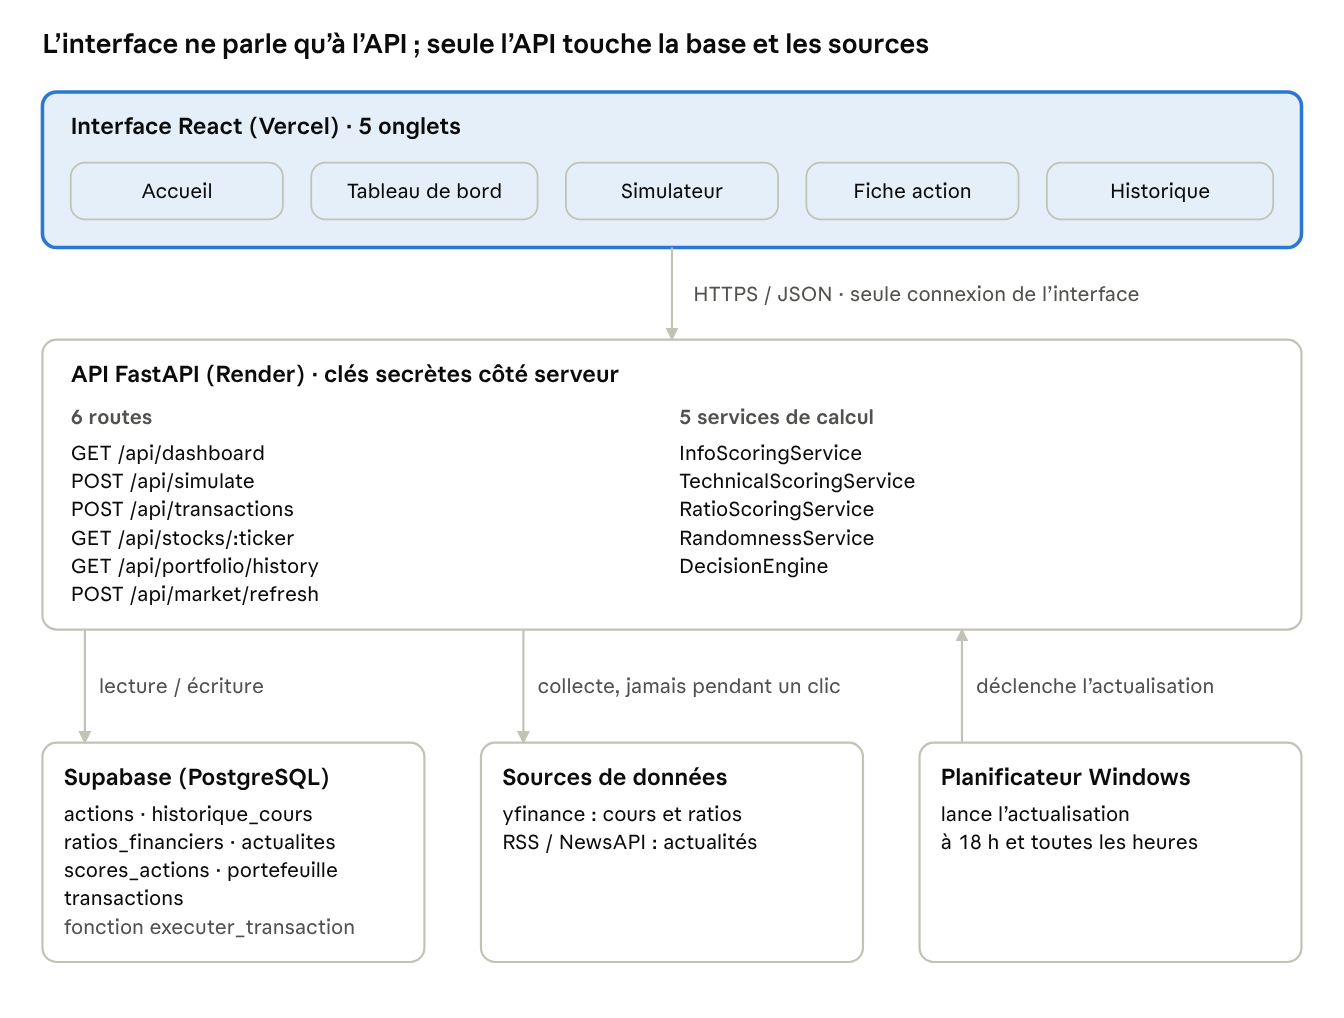 L’interface ne parle qu’à l’API ; seule l’API touche la base et les sources
Interface React (Vercel) · 5 onglets
Accueil
Tableau de bord
Simulateur
Fiche action
Historique
HTTPS / JSON · seule connexion de l’interface
API FastAPI (Render) · clés secrètes côté serveur
6 routes
GET /api/dashboard
POST /api/simulate
POST /api/transactions
GET /api/stocks/:ticker
GET /api/portfolio/history
POST /api/market/refresh
5 services de calcul
InfoScoringService
TechnicalScoringService
RatioScoringService
RandomnessService
DecisionEngine
lecture / écriture
collecte, jamais pendant un clic
déclenche l’actualisation
Supabase (PostgreSQL)
actions · historique_cours
ratios_financiers · actualites
scores_actions · portefeuille
transactions
fonction executer_transaction
Sources de données
yfinance : cours et ratios
RSS / NewsAPI : actualités
Planificateur Windows
lance l’actualisation
à 18 h et toutes les heures